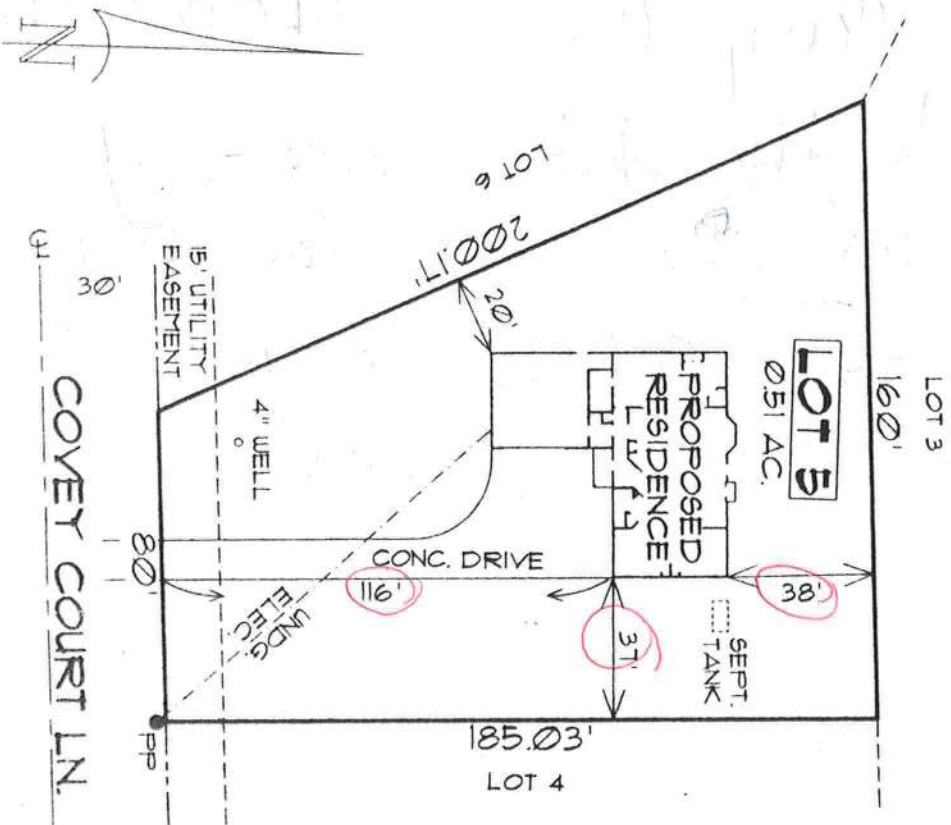 N
LOT 6
200.17'
20'
LOT 3
160'
LOT 5
0.51 AC.
PROPOSED
RESIDENCE
15' UTILITY
EASEMENT
30'
4" WELL
COVEY COURT LN.
80'
CONC. DRIVE
116'
UNDG.
ELEC.
37'
38'
SEPT.
TANK
185.03'
LOT 4
PP